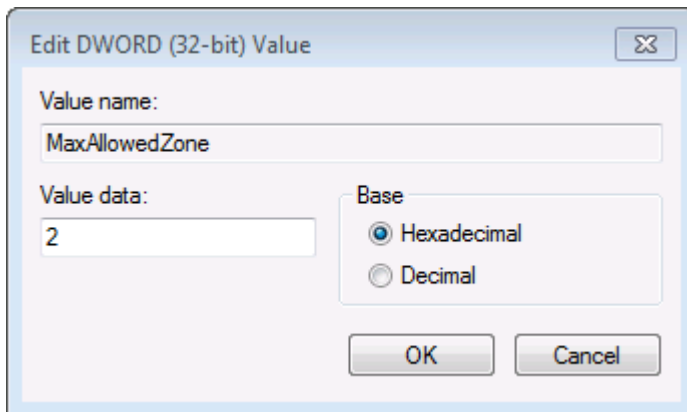 Edit DWORD (32-bit) Value
Value name:
MaxAllowedZone
Value data:
2
Base
Hexadecimal
Decimal
OK
Cancel